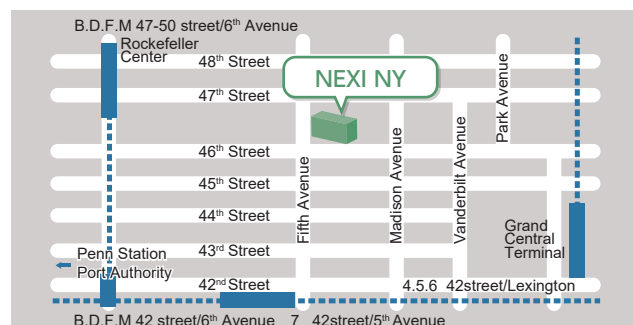 B.D.F.M 47-50 street/6th Avenue
Rockefeller
Center
48th Street
NEXI NY
47th Street
Park Avenue
46th Street
45th Street
44th Street
Fifth Avenue
Madison Avenue
Vanderbilt Avenue
Grand
Central
Terminal
43rd Street
Penn Station
Port Authority
42nd Street
4.5.6 42street/Lexington
B.D.F.M 42 street/6th Avenue 7 42street/5th Avenue